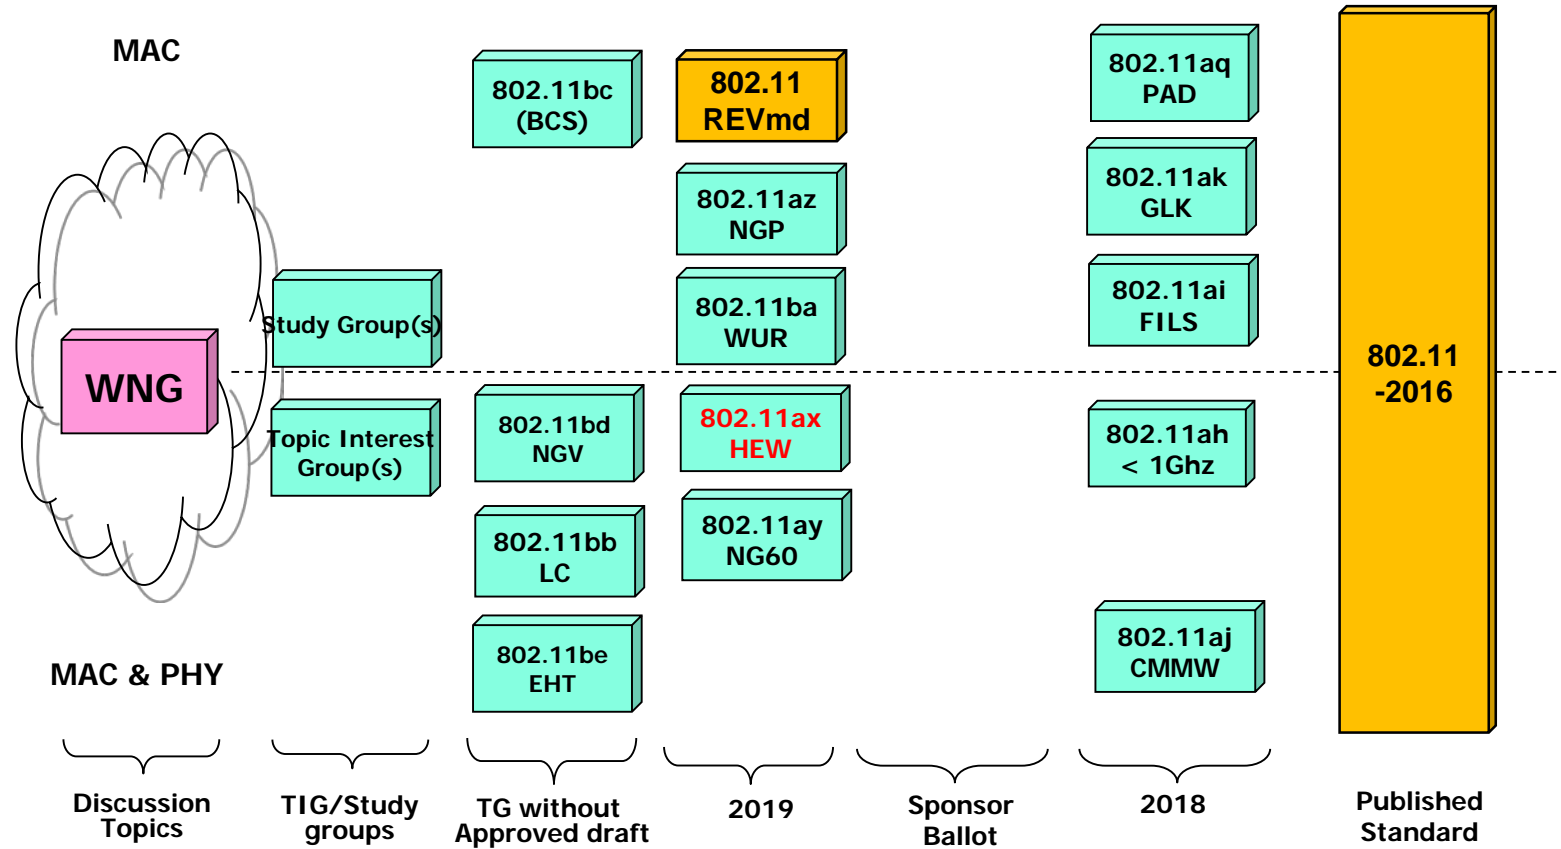 MAC
802.11bc
(BCS)
802.11
REVmd
802.11aq
PAD
802.11az
NGP
802.11ak
GLK
Study Group(s)
802.11ba
WUR
802.11ai
FILS
WNG
802.11
-2016
Topic Interest
Group(s)
802.11bd
NGV
802.11ax
HEW
802.11ah
< 1Ghz
802.11bb
LC
802.11ay
NG60
MAC & PHY
802.11be
EHT
802.11aj
CMMW
Discussion
Topics
TIG/Study
groups
TG without
Approved draft
2019
Sponsor
Ballot
2018
Published
Standard